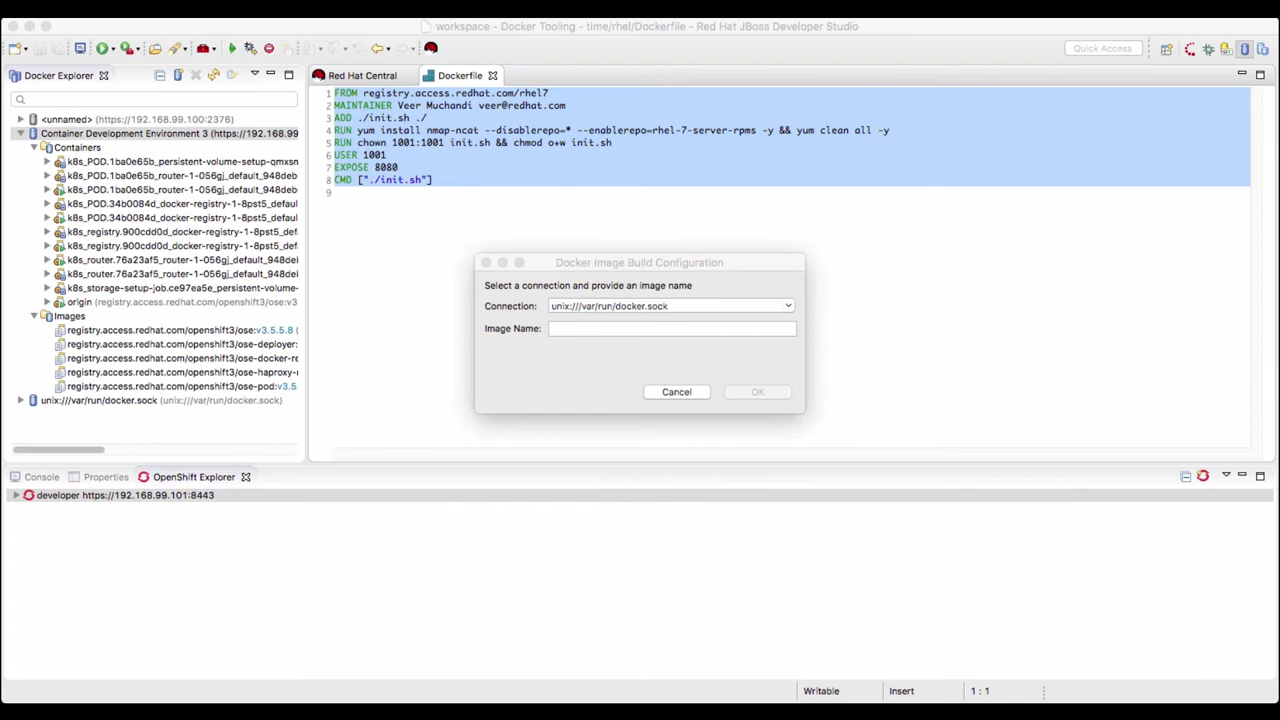 workspace - Docker Tooling - time/rhel/Dockerfile - Red Hat JBoss Developer Studio
Quick Access
Docker Explorer
<unnamed> (https://192.168.99.100:2376)
Container Development Environment 3 (https://192.168.99
Containers
k8s_POD.1ba0e65b_persistent-volume-setup-qmxsn
k8s_POD.1ba0e65b_router-1-056gj_default_948deb
k8s_POD.1ba0e65b_router-1-056gj_default_948deb
k8s_POD.34b0084d_docker-registry-1-8pst5_defa
k8s_POD.34b0084d_docker-registry-1-8pst5_defa
k8s_registry.900cdd0d_docker-registry-1-8pst5_def
k8s_registry.900cdd0d_docker-registry-1-8pst5_def
k8s_router.76a23af5_router-1-056gj_default_948dei
k8s_router.76a23af5_router-1-056gj_default_948dei
k8s_storage-setup-job.ce97ea5e_persistent-volume
origin (registry.access.redhat.com/openshift3/ose:v3
Images
registry.access.redhat.com/openshift3/ose:v3.5.5.8 (
registry.access.redhat.com/openshift3/ose-deployer:
registry.access.redhat.com/openshift3/ose-docker-re
registry.access.redhat.com/openshift3/ose-haproxy-r
registry.access.redhat.com/openshift3/ose-pod:v3.5
unix:///var/run/docker.sock (unix:///var/run/docker.sock)
Red Hat Central
Dockerfile
1 FROM registry.access.redhat.com/rhel7
2 MAINTAINER Veer Muchandi veer@redhat.com
3 ADD ./init.sh ./
4 RUN yum install nmap-ncat --disablerepo=* --enablerepo=rhel-7-server-rpms -y && yum clean all -y
5 RUN chown 1001:1001 init.sh && chmod o+w init.sh
6 USER 1001
7 EXPOSE 8080
8 CMD ["./init.sh"]
9
Docker Image Build Configuration
Select a connection and provide an image name
Connection: unix:///var/run/docker.sock
Image Name:
Cancel OK
Console Properties OpenShift Explorer
developer https://192.168.99.101:8443
Writable Insert 1 : 1